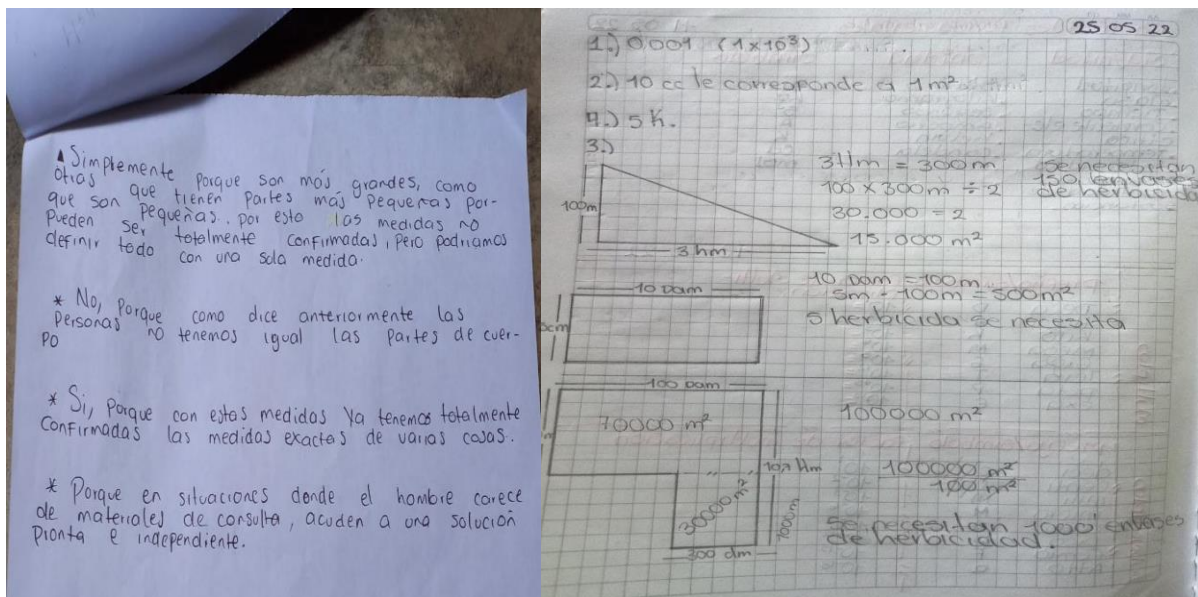 ▲ Simplemente porque son más grandes, como
otras que son que tienen partes más pequeñas por-
que son pequeñas. por esto las medidas no
Pueden ser totalmente confirmadas, pero podriamos
definir todo con una sola medida.
* No, porque como dice anteriormente las
Personas no tenemos igual las partes de cuer-
po
* Si, porque con estas medidas Ya tenemos totalmente
confirmadas las medidas exactas de varias cosas.
* Porque en situaciones donde el hombre carece
de materiales de consulta, acuden a una solución
pronta e independiente.
25 05 22
1.) 0.001 (1x10³)
2.) 10 cc le corresponde a 1m²
4.) 5 K.
3.)
100m
3 hm
3Hm = 300m
100 x 300m ÷ 2
30.000 = 2
15.000 m²
se necesitan
150 envases
de herbicida
10 Dam
10 Dam = 100m
5m - 100m = 500m²
5 herbicida se necesita
100 Dam
70000 m²
30000m²
1000m
300 dm
100000 m²
100000 m²
100 m²
se necesitan 1000 enbases
de herbicidad.